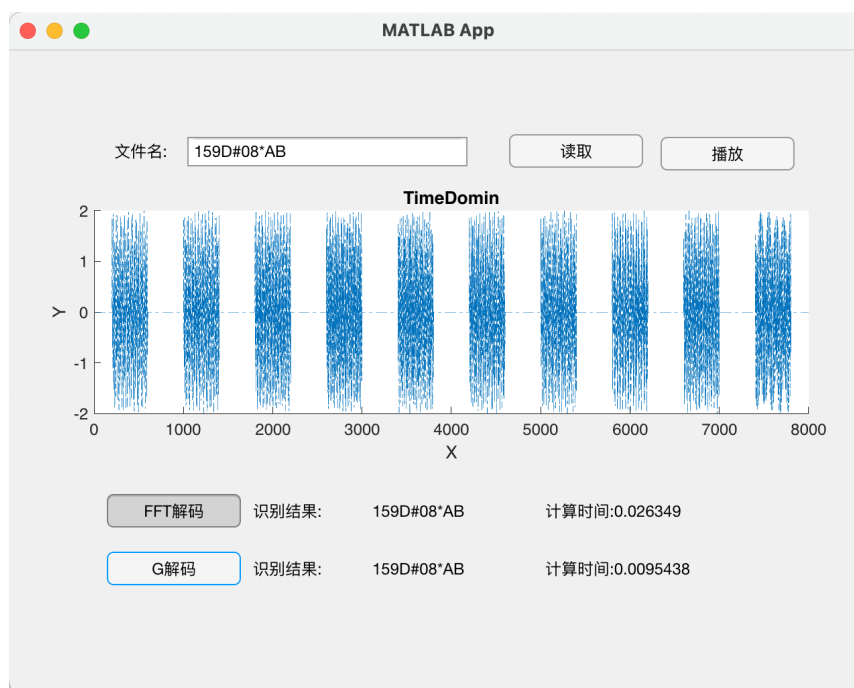 MATLAB App
文件名: 159D#08*AB 读取 播放
TimeDomin
2
1
0
-1
-2
Y
0 1000 2000 3000 4000 5000 6000 7000 8000
X
FFT解码 识别结果: 159D#08*AB 计算时间:0.026349
G解码 识别结果: 159D#08*AB 计算时间:0.0095438